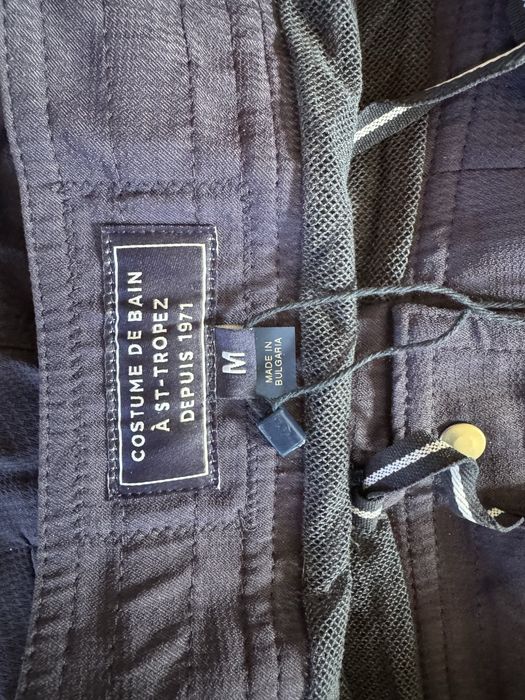 COSTUME DE BAIN
À ST-TROPEZ
DEPUIS 1971
M
MADE IN
BULGARIA